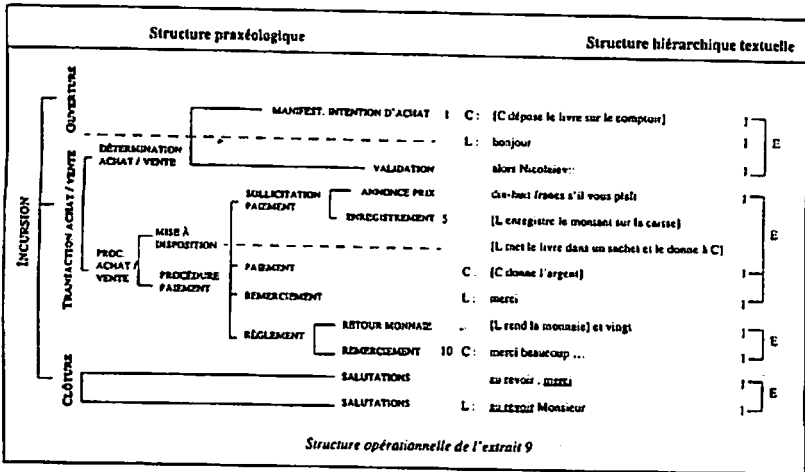 Structure praxéologique Structure hiérarchique textuelle
OUVERTURE
MANIFEST. INTENTION D'ACHAT 1 C : [C dépose le livre sur le comptoir] I
L : bonjour I E
DÉTERMINATION
ACHAT / VENTE
VALIDATION alors Nicolaïev:: I
INCURSION
TRANSACTION ACHAT / VENTE
SOLLICITATION
PAIEMENT
ANNONCE PRIX dix-huit francs s'il vous plaît I
ENREGISTREMENT 5 [L enregistre le montant sur la caisse]
MISE À
DISPOSITION
[L met le livre dans un sachet et le donne à C] E
PROC.
ACHAT /
VENTE
PROCÉDURE
PAIEMENT
PAIEMENT C : [C donne l'argent] I
REMERCIEMENT L : merci I
RÈGLEMENT
RETOUR MONNAIE [L rend la monnaie] et vingt I
REMERCIEMENT 10 C : merci beaucoup ... I E
CLÔTURE
SALUTATIONS au revoir . merci I
SALUTATIONS L : au revoir Monsieur I E
Structure opérationnelle de l'extrait 9